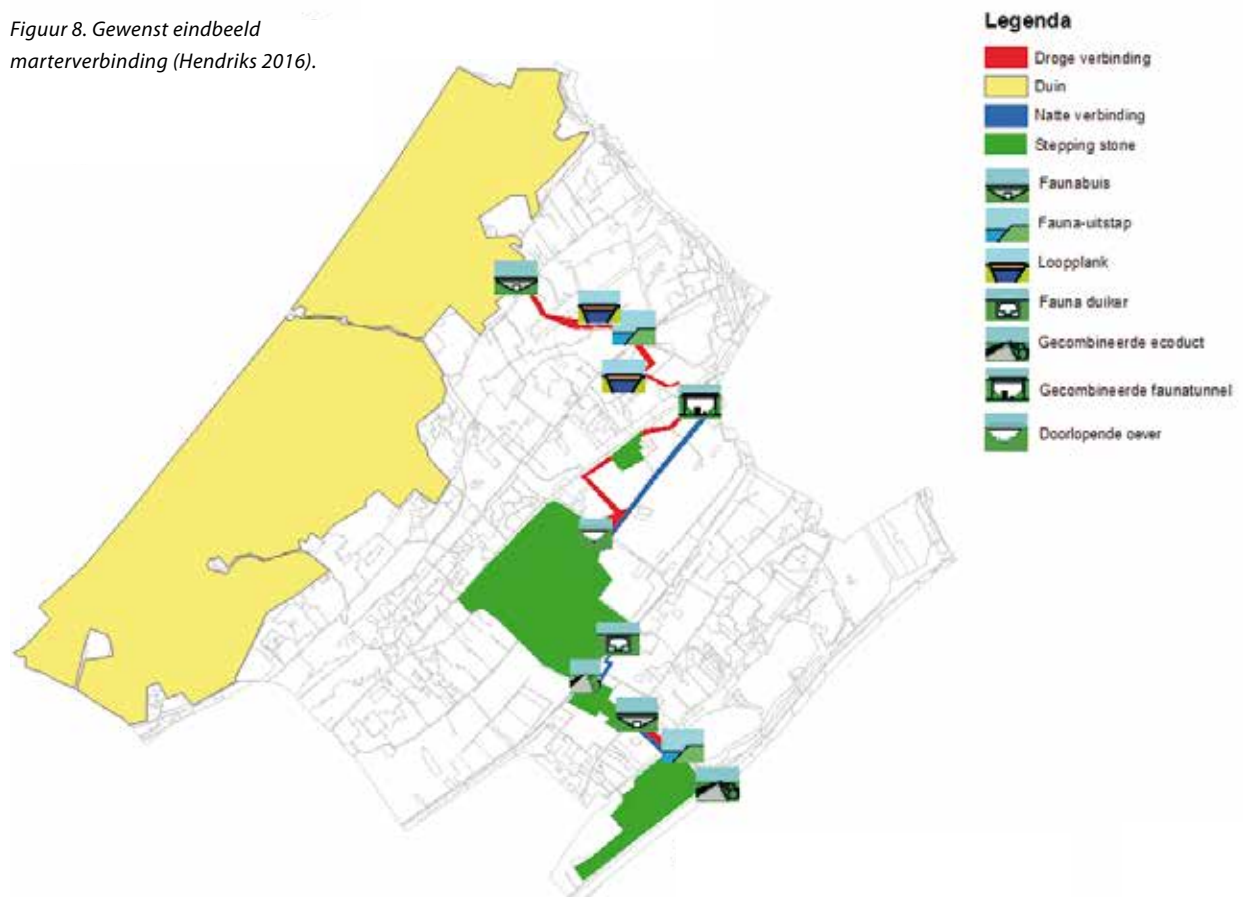 Figuur 8. Gewenst eindbeeld
marterverbinding (Hendriks 2016).
Legenda
Droge verbinding
Duin
Natte verbinding
Stepping stone
Faunabuis
Fauna-uitstap
Loopplank
Fauna duiker
Gecombineerde ecoduct
Gecombineerde faunatunnel
Doorlopende oever